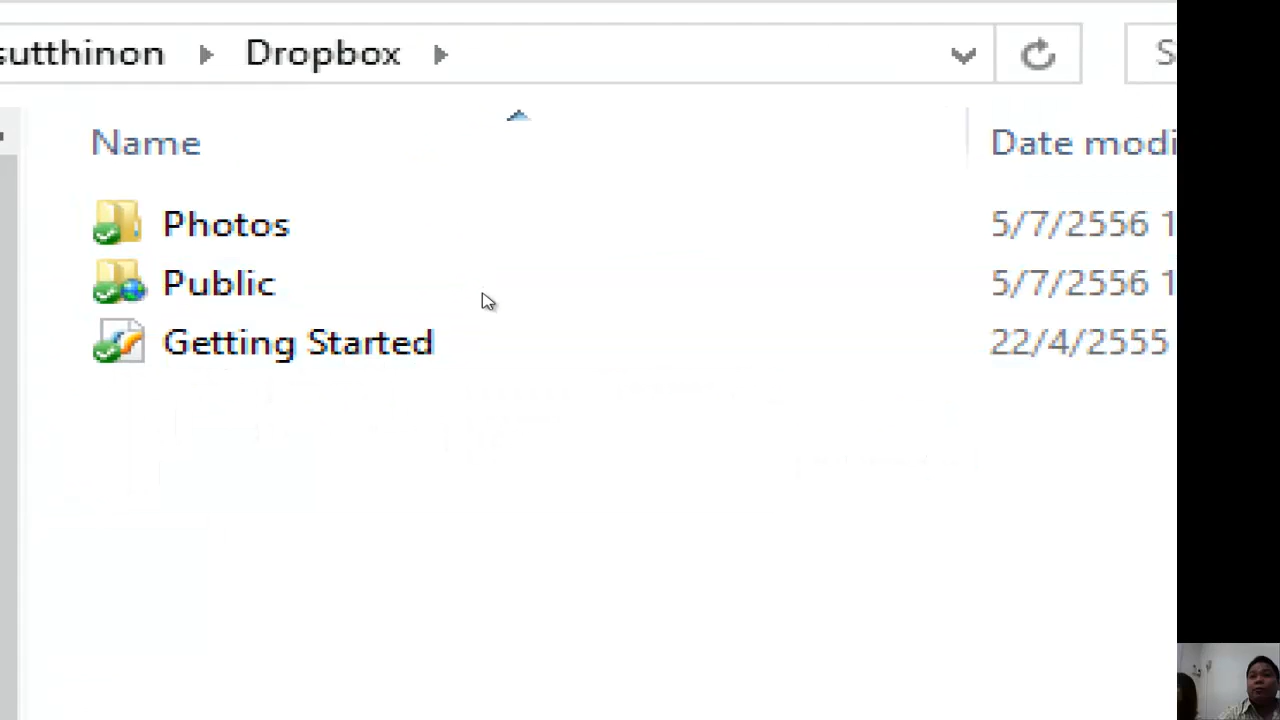 sutthinon Dropbox S
Name Date modi
Photos 5/7/2556 1
Public 5/7/2556 1
Getting Started 22/4/2555